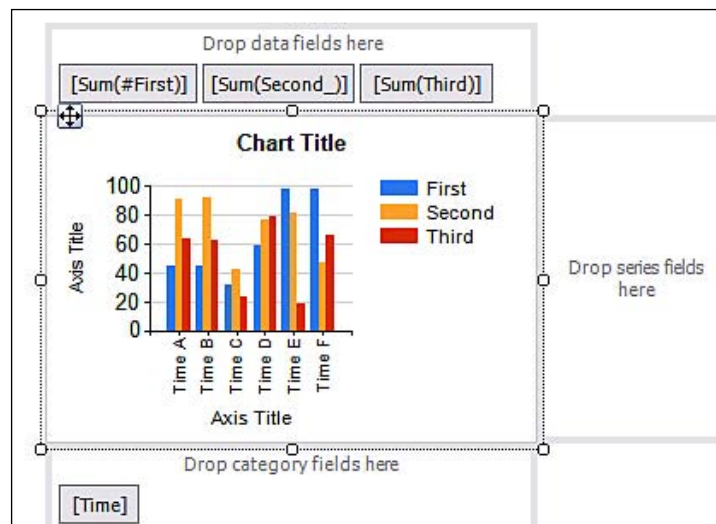 Drop data fields here
[Sum(#First)] [Sum(Second_)] [Sum(Third)]
Chart Title
100
80
60
40
20
0
Axis Title
Time A
Time B
Time C
Time D
Time E
Time F
Axis Title
First
Second
Third
Drop series fields
here
Drop category fields here
[Time]